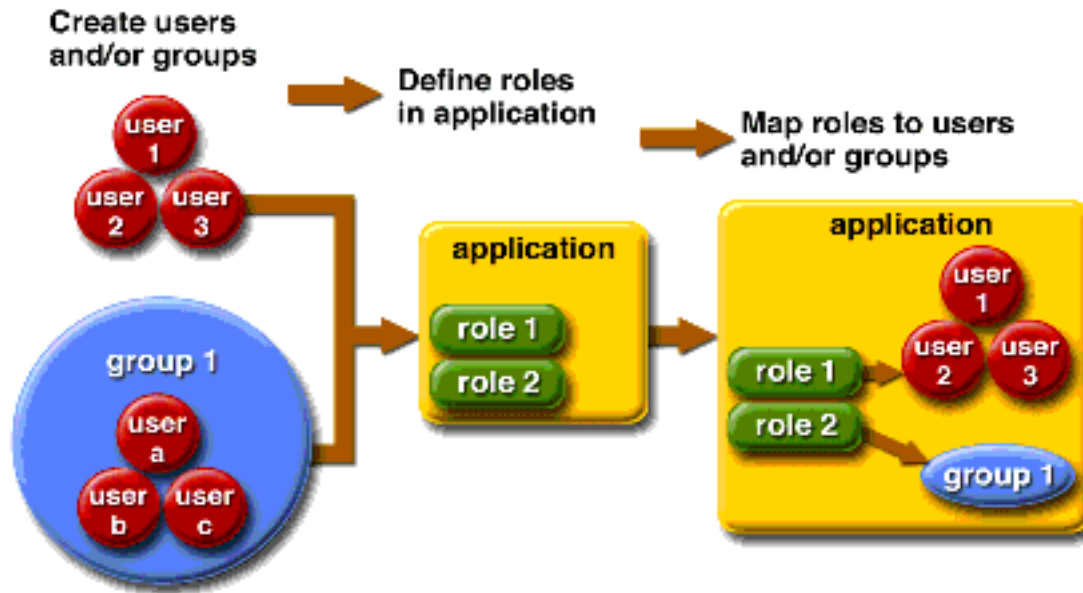 Create users
and/or groups
Define roles
in application
Map roles to users
and/or groups
user
1
user
2
user
3
group 1
user
a
user
b
user
c
application
role 1
role 2
application
user
1
user
2
user
3
role 1
role 2
group 1